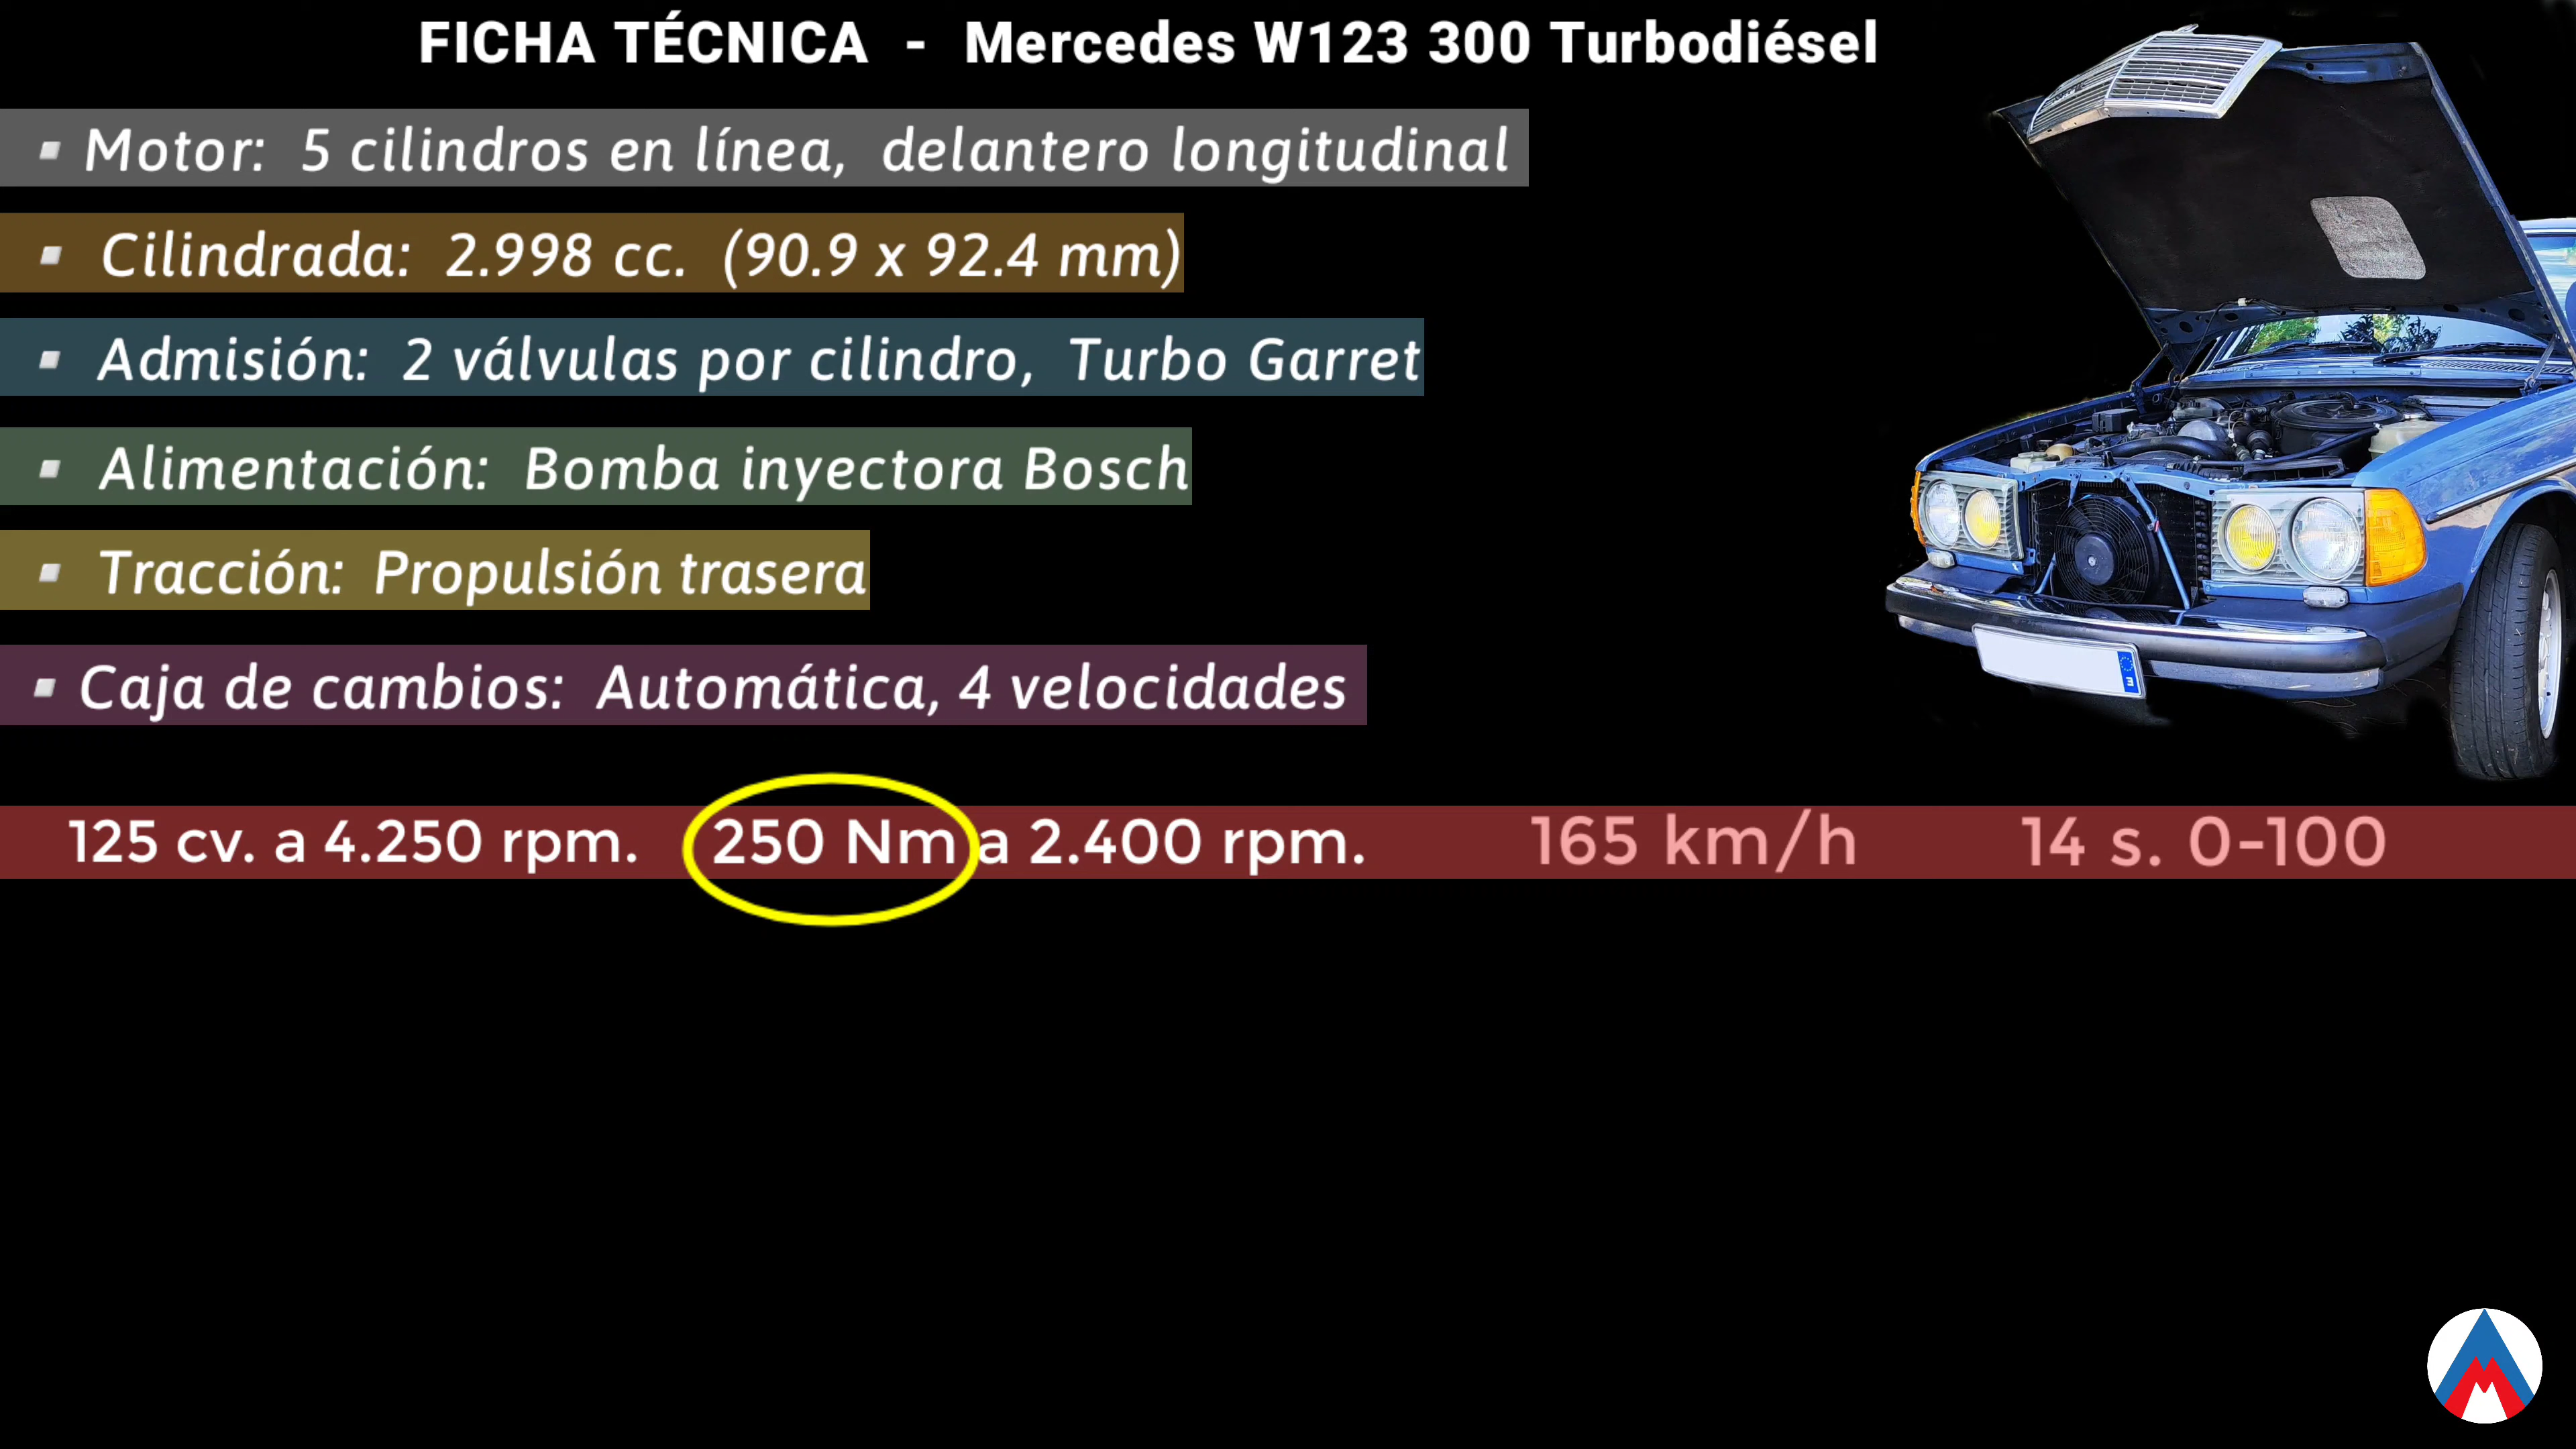 FICHA TÉCNICA - Mercedes W123 300 Turbodiésel
▪ Motor: 5 cilindros en línea, delantero longitudinal
▪ Cilindrada: 2.998 cc. (90.9 x 92.4 mm)
▪ Admisión: 2 válvulas por cilindro, Turbo Garret
▪ Alimentación: Bomba inyectora Bosch
▪ Tracción: Propulsión trasera
▪ Caja de cambios: Automática, 4 velocidades
125 cv. a 4.250 rpm. 250 Nm a 2.400 rpm. 165 km/h 14 s. 0-100